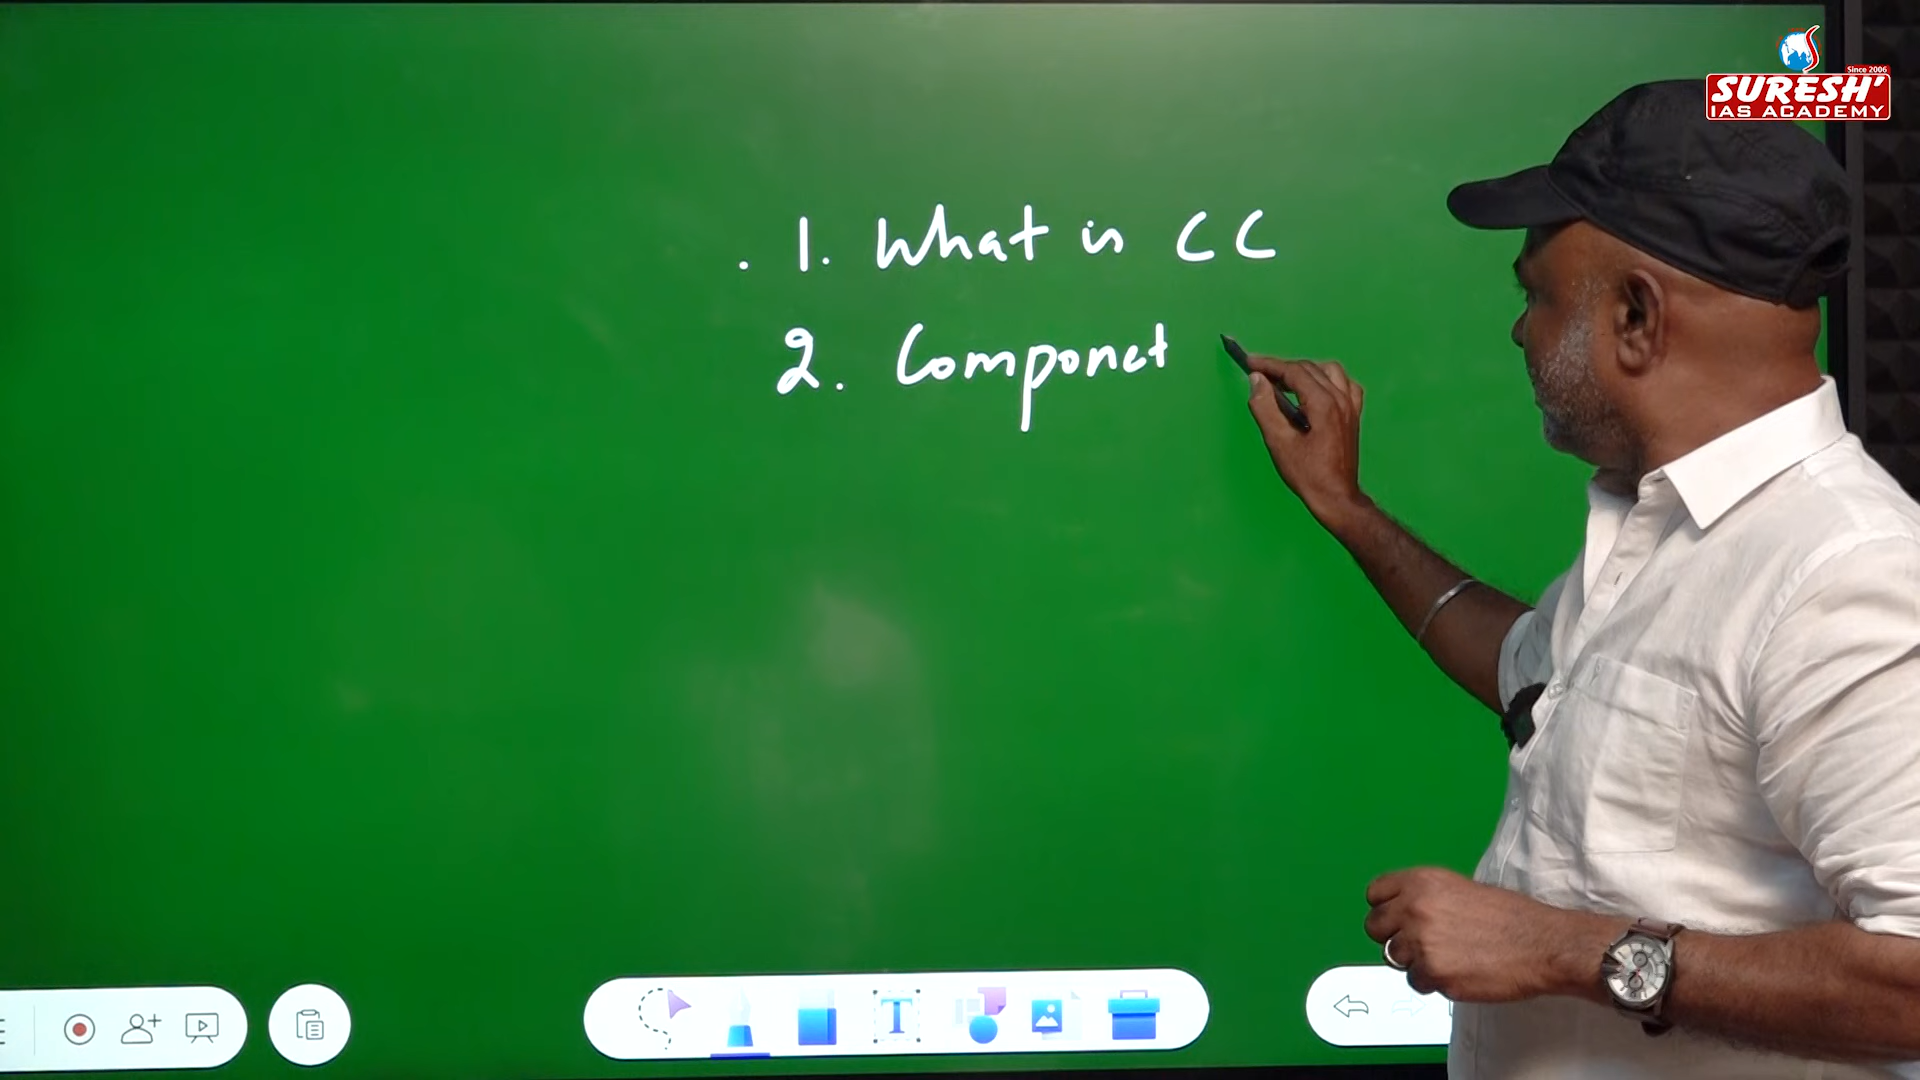 Since 2006
SURESH'
IAS ACADEMY
. 1. What is CC
2. Componet
T